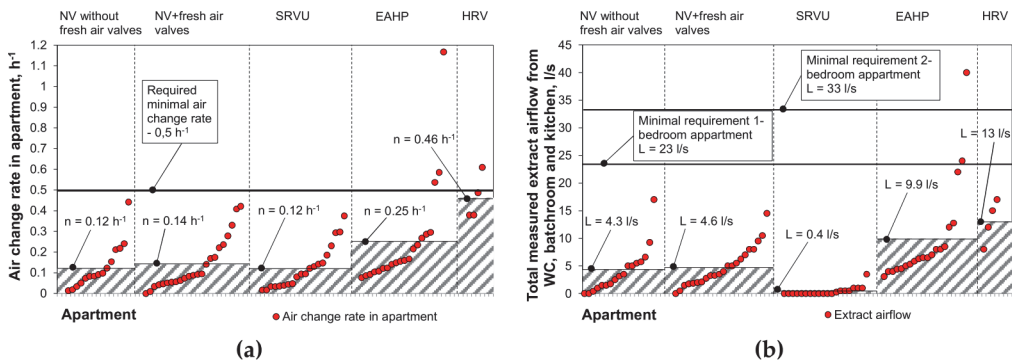 NV without
fresh air valves
NV+fresh air
valves
SRVU
EAHP
HRV
Air change rate in apartment, h-1
1.2
1.1
1
0.9
0.8
0.7
0.6
0.5
0.4
0.3
0.2
0.1
0
Required
minimal air
change rate
- 0,5 h-1
n = 0.46 h-1
n = 0.12 h-1
n = 0.14 h-1
n = 0.12 h-1
n = 0.25 h-1
Apartment
Air change rate in apartment
(a)
NV without
fresh air valves
NV+fresh air
valves
SRVU
EAHP
HRV
Total measured extract airflow from
WC, batchroom and kitchen, l/s
45
40
35
30
25
20
15
10
5
0
Minimal requirement 2-
bedroom appartment
L = 33 l/s
Minimal requirement 1-
bedroom appartment
L = 23 l/s
L = 13 l/s
L = 9.9 l/s
L = 4.3 l/s
L = 4.6 l/s
L = 0.4 l/s
Apartment
Extract airflow
(b)